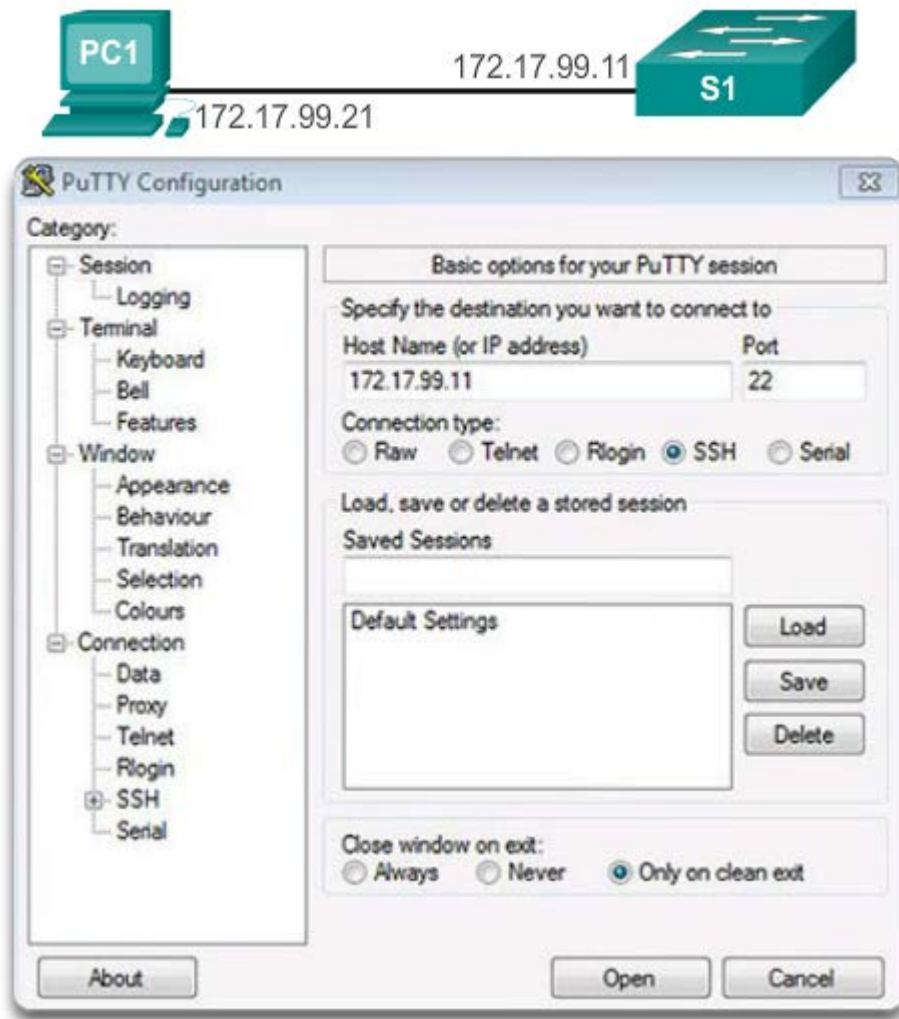 PC1
172.17.99.11
S1
172.17.99.21
PuTTY Configuration
Category:
Session
Logging
Terminal
Keyboard
Bell
Features
Window
Appearance
Behaviour
Translation
Selection
Colours
Connection
Data
Proxy
Telnet
Rlogin
SSH
Serial
Basic options for your PuTTY session
Specify the destination you want to connect to
Host Name (or IP address) Port
172.17.99.11 22
Connection type:
Raw Telnet Rlogin SSH Serial
Load, save or delete a stored session
Saved Sessions
Default Settings
Load
Save
Delete
Close window on exit:
Always Never Only on clean exit
About Open Cancel